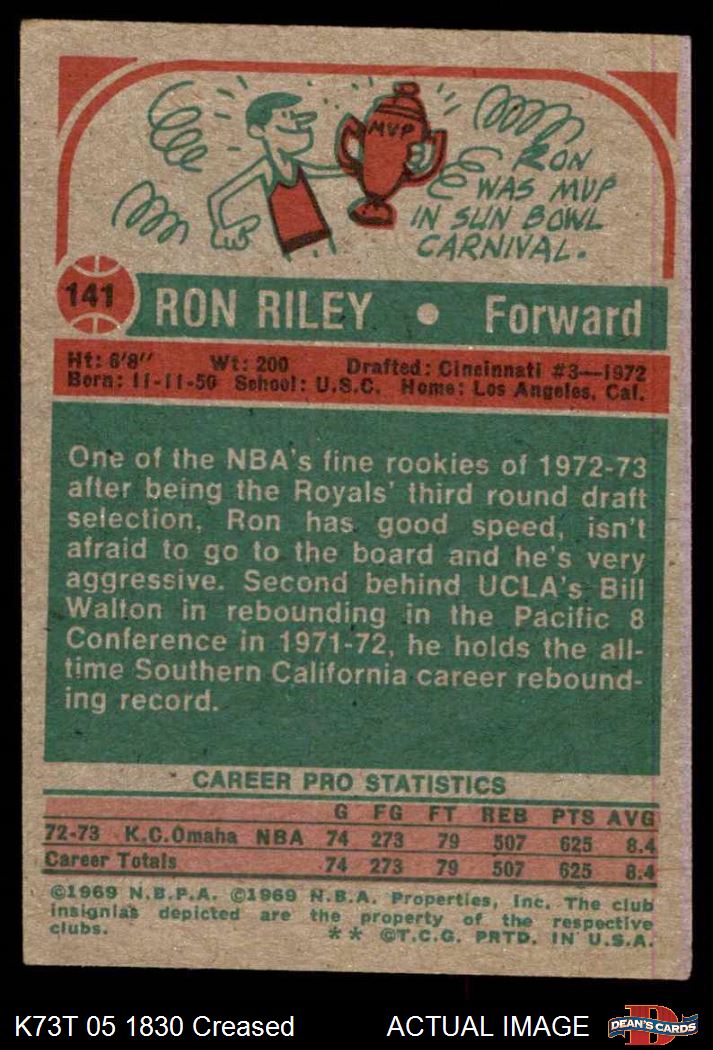 MVP
RON
WAS MVP
IN SUN BOWL
CARNIVAL.
141
RON RILEY • Forward
Ht: 6'8" Wt: 200 Drafted: Cincinnati #3—1972
Born: 11-11-50 School: U.S.C. Home: Los Angeles, Cal.
One of the NBA's fine rookies of 1972-73
after being the Royals' third round draft
selection, Ron has good speed, isn't
afraid to go to the board and he's very
aggressive. Second behind UCLA's Bill
Walton in rebounding in the Pacific 8
Conference in 1971-72, he holds the all-
time Southern California career rebound-
ing record.
CAREER PRO STATISTICS
G FG FT REB PTS AVG
72-73 K.C.Omaha NBA 74 273 79 507 625 8.4
Career Totals 74 273 79 507 625 8.4
©1969 N.B.P.A. ©1969 N.B.A. Properties, Inc. The club
insignias depicted are the property of the respective
clubs. ** ©T.C.G. PRTD. IN U.S.A.
K73T 05 1830 Creased ACTUAL IMAGE
D
DEAN'S CARDS